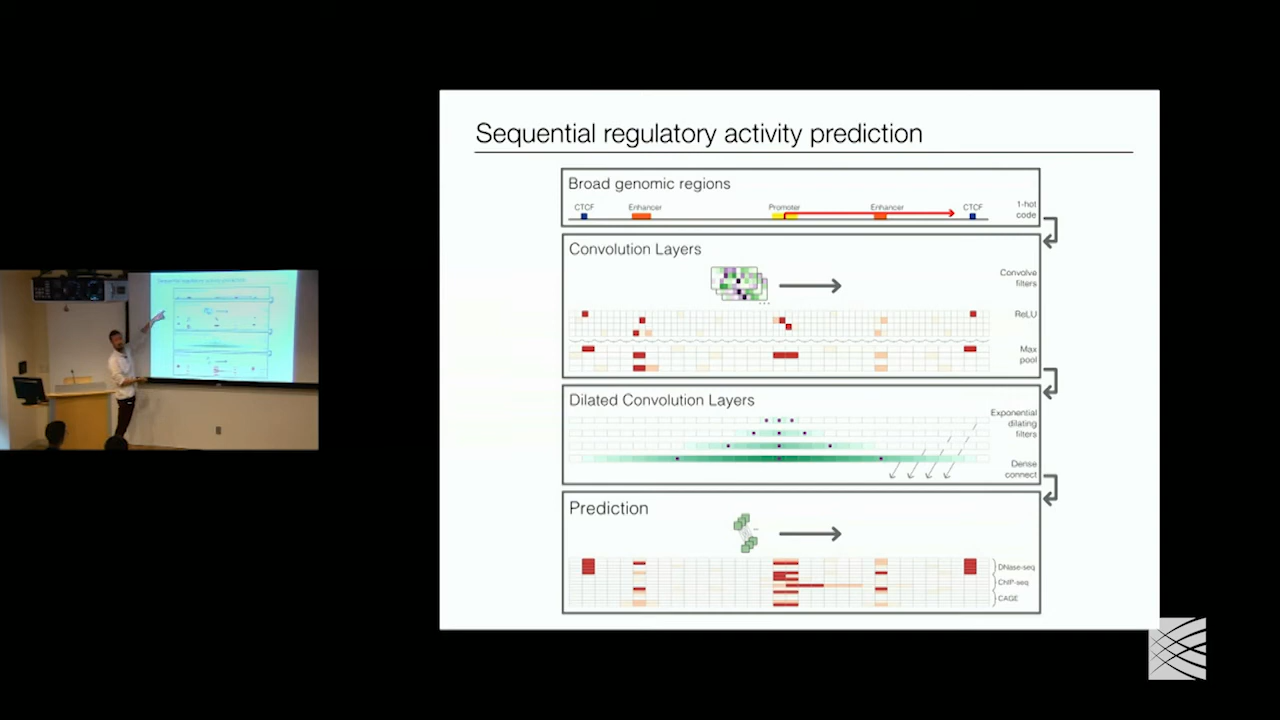 Sequential regulatory activity prediction
Broad genomic regions
CTCF Enhancer Promoter Enhancer CTCF
1-hot
code
Convolution Layers
Convolve
filters
ReLU
Max
pool
Dilated Convolution Layers
Exponential
dilating
filters
Dense
connect
Prediction
DNase-seq
ChIP-seq
CAGE